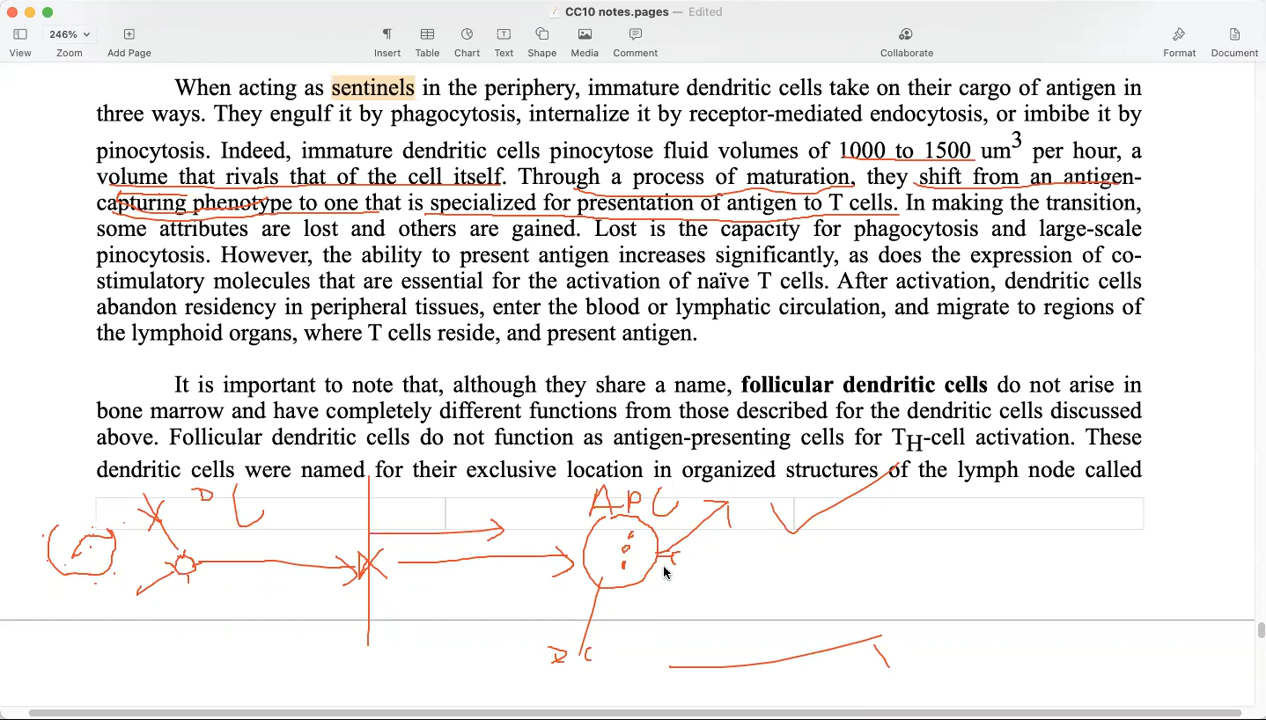 CC10 notes.pages — Edited
246%
View Zoom Add Page Insert Table Chart Text Shape Media Comment Collaborate Format Document
When acting as sentinels in the periphery, immature dendritic cells take on their cargo of antigen in
three ways. They engulf it by phagocytosis, internalize it by receptor-mediated endocytosis, or imbibe it by
pinocytosis. Indeed, immature dendritic cells pinocytose fluid volumes of 1000 to 1500 um3 per hour, a
volume that rivals that of the cell itself. Through a process of maturation, they shift from an antigen-
capturing phenotype to one that is specialized for presentation of antigen to T cells. In making the transition,
some attributes are lost and others are gained. Lost is the capacity for phagocytosis and large-scale
pinocytosis. However, the ability to present antigen increases significantly, as does the expression of co-
stimulatory molecules that are essential for the activation of naïve T cells. After activation, dendritic cells
abandon residency in peripheral tissues, enter the blood or lymphatic circulation, and migrate to regions of
the lymphoid organs, where T cells reside, and present antigen.
It is important to note that, although they share a name, follicular dendritic cells do not arise in
bone marrow and have completely different functions from those described for the dendritic cells discussed
above. Follicular dendritic cells do not function as antigen-presenting cells for TH-cell activation. These
dendritic cells were named for their exclusive location in organized structures of the lymph node called
APC
DC